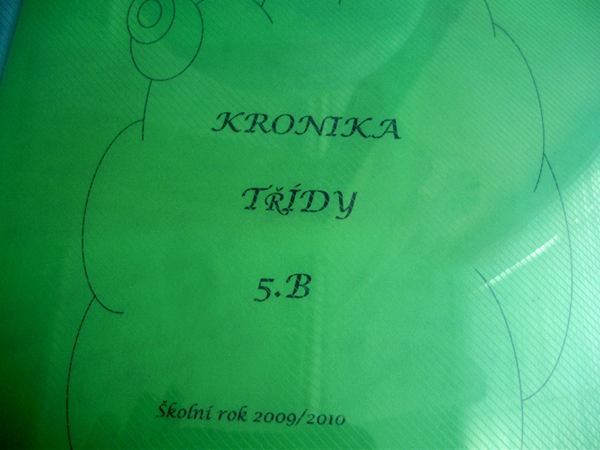 KRONIKA
TŘÍDY
5.B
Školní rok 2009/2010